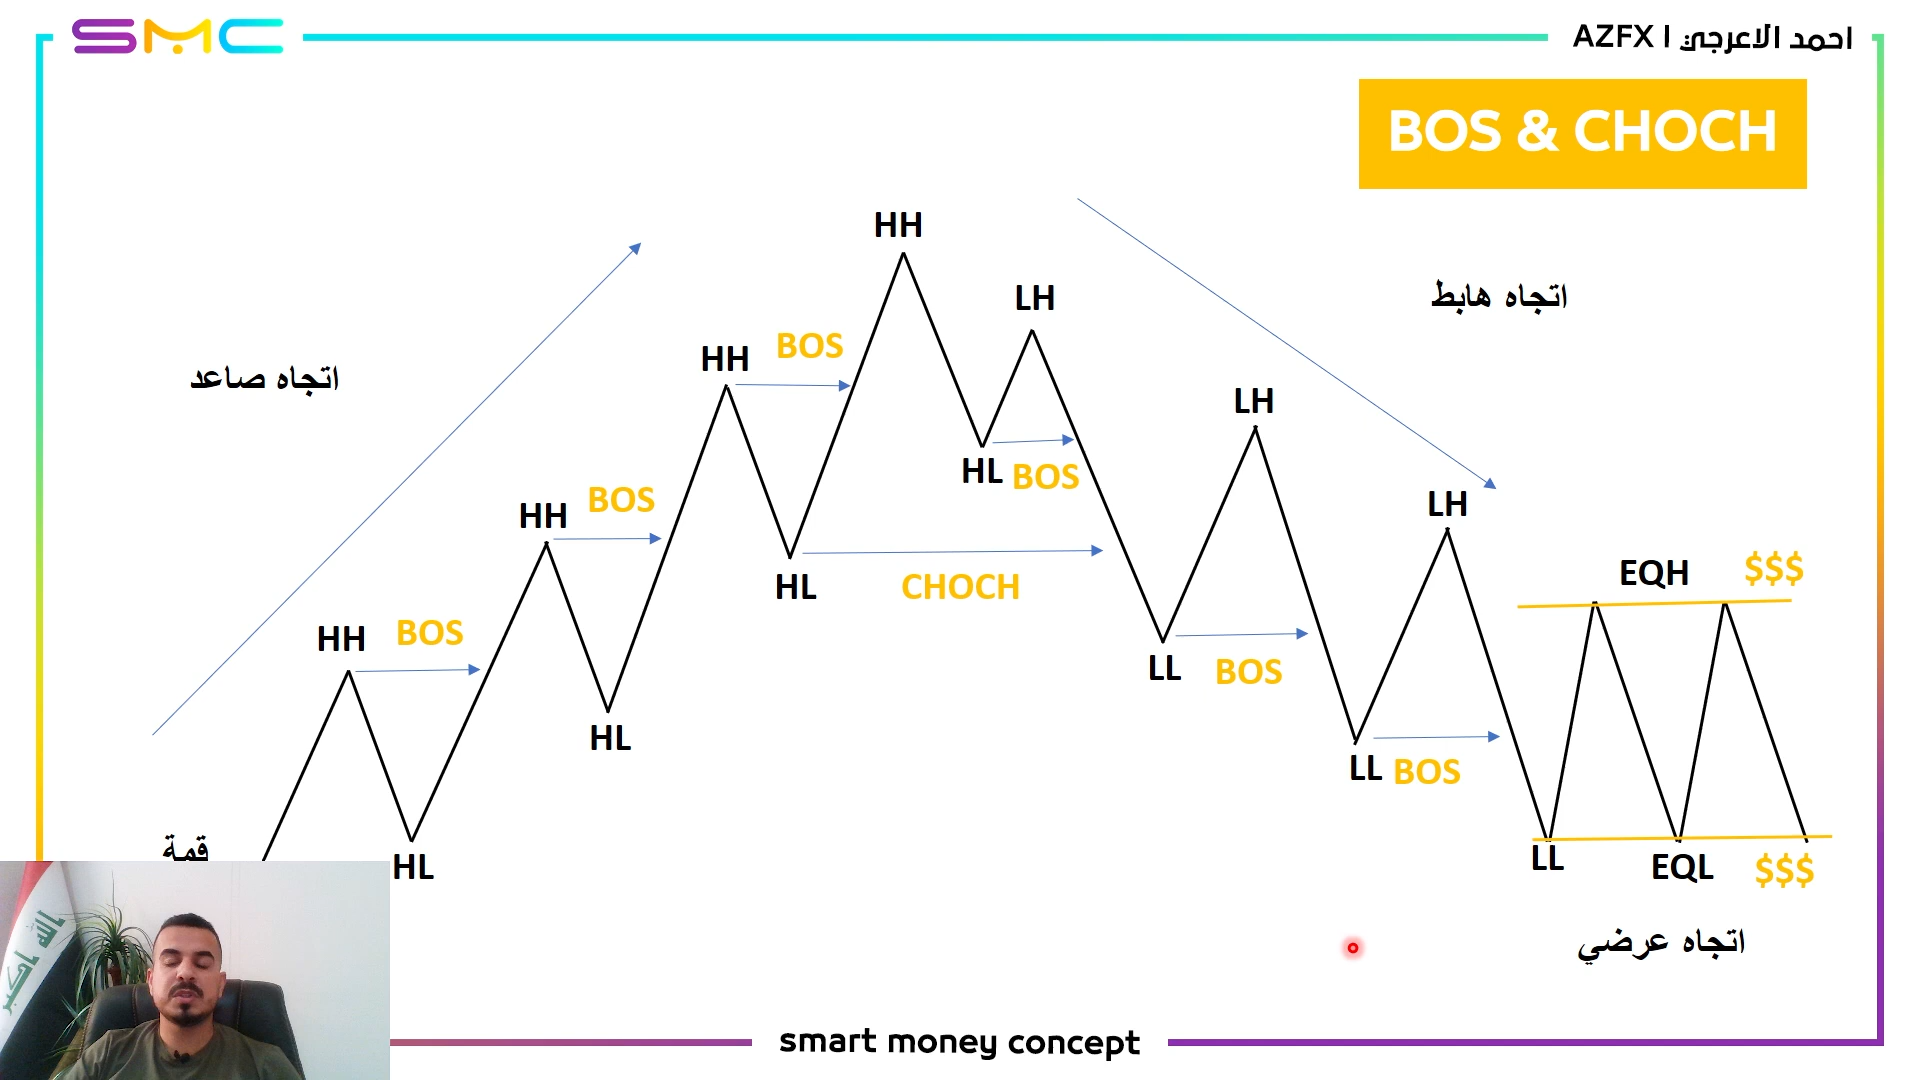 SMC
AZFX | احمد الاعرجي
BOS & CHOCH
HH
LH
اتجاه هابط
HH
BOS
اتجاه صاعد
LH
HL
BOS
HH
BOS
LH
HL
CHOCH
EQH
$$$
HH
BOS
LL
BOS
HL
LL
BOS
قمة
HL
LL
EQL
$$$
اتجاه عرضي
الله
اكبر
smart money concept